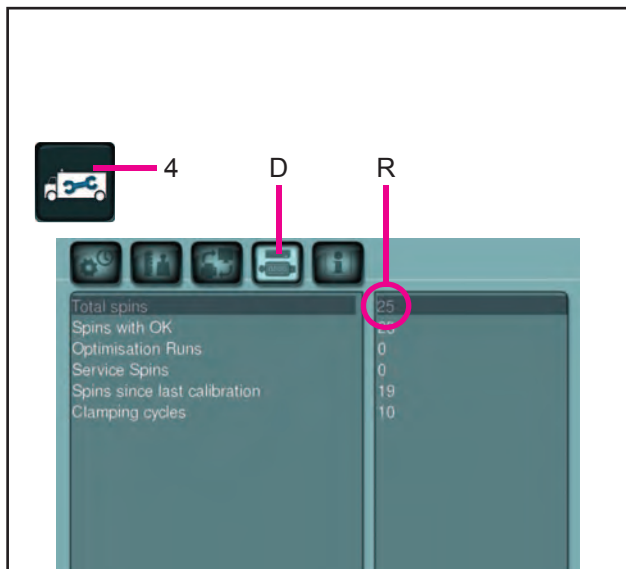 4 D R
Total spins 25
Spins with OK 25
Optimisation Runs 0
Service Spins 0
Spins since last calibration 19
Clamping cycles 10